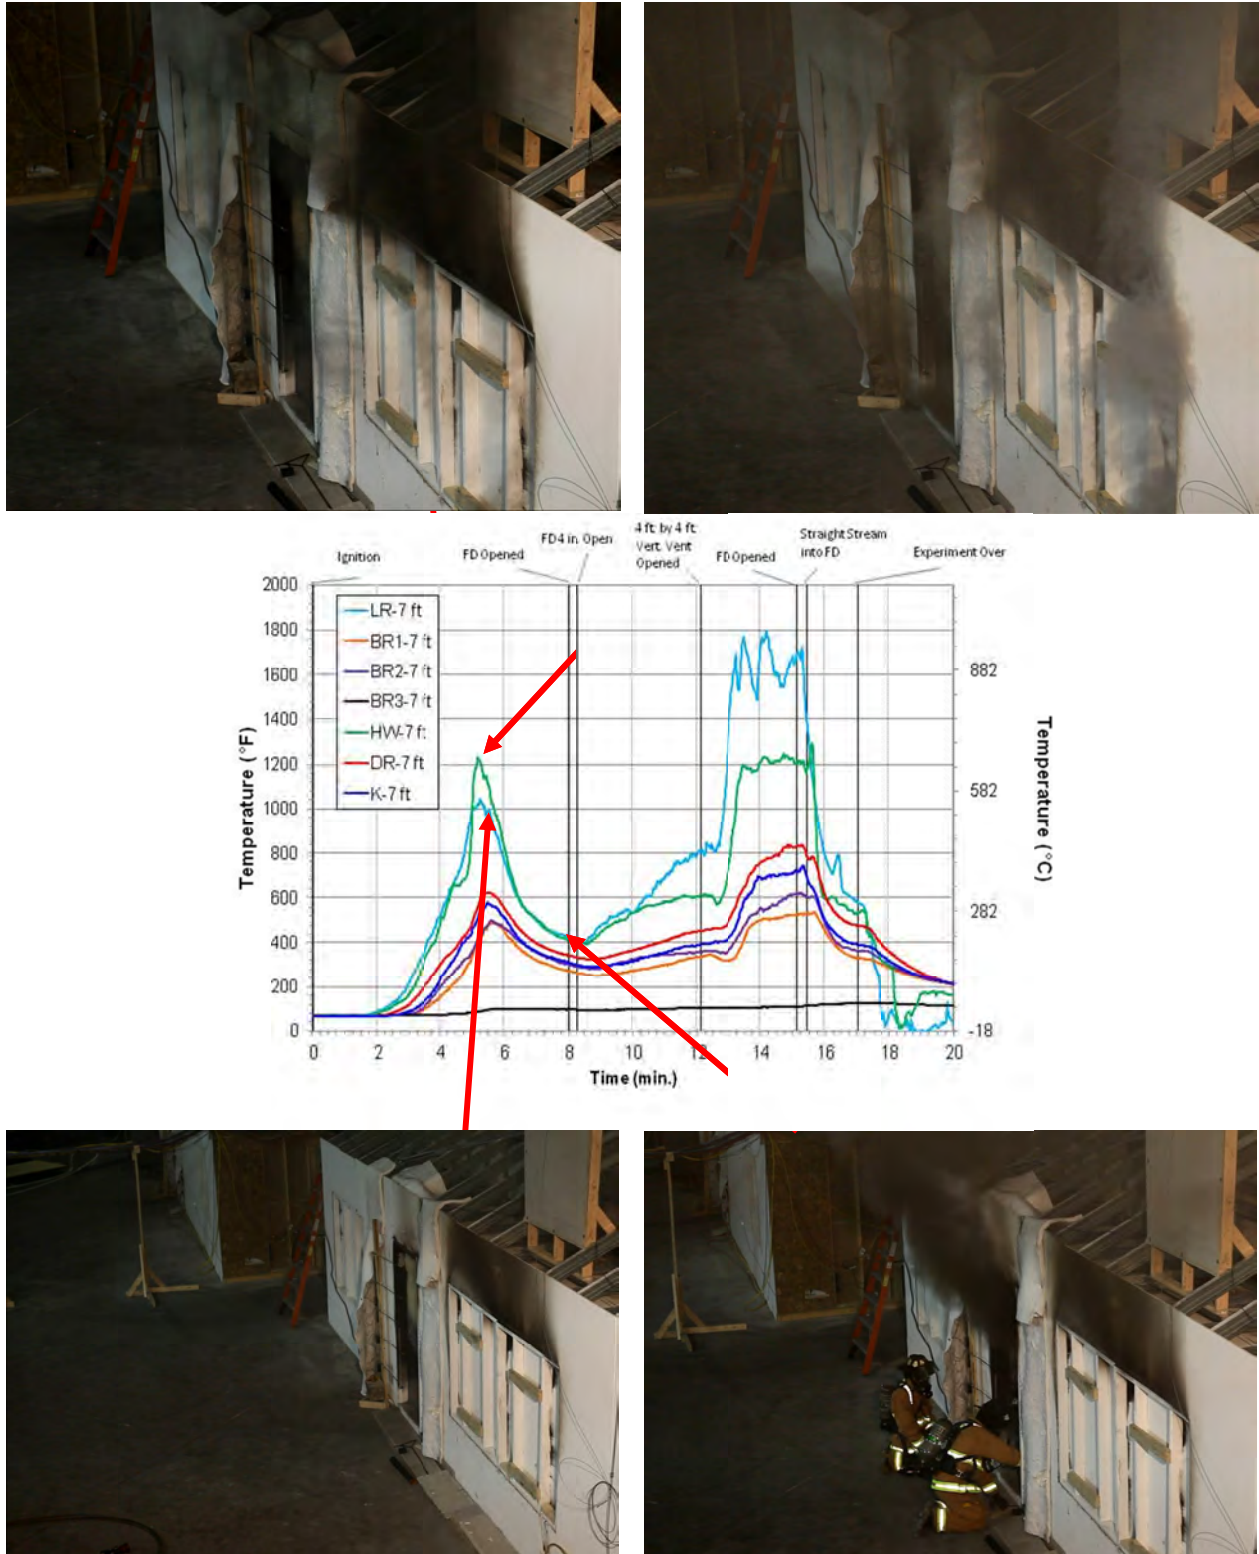 Ignition
FD Opened
FD4 in. Open
4 ft. by 4 ft.
Vert. Vent
Opened
FD Opened
Straight Stream
into FD
Experiment Over
2000
1800
1600
1400
1200
1000
800
600
400
200
0
LR-7 ft
BR1-7 ft
BR2-7 ft
BR3-7 ft
HW-7 ft
DR-7 ft
K-7 ft
Temperature (°F)
882
582
282
-18
Temperature (°C)
0 2 4 6 8 10 12 14 16 18 20
Time (min.)